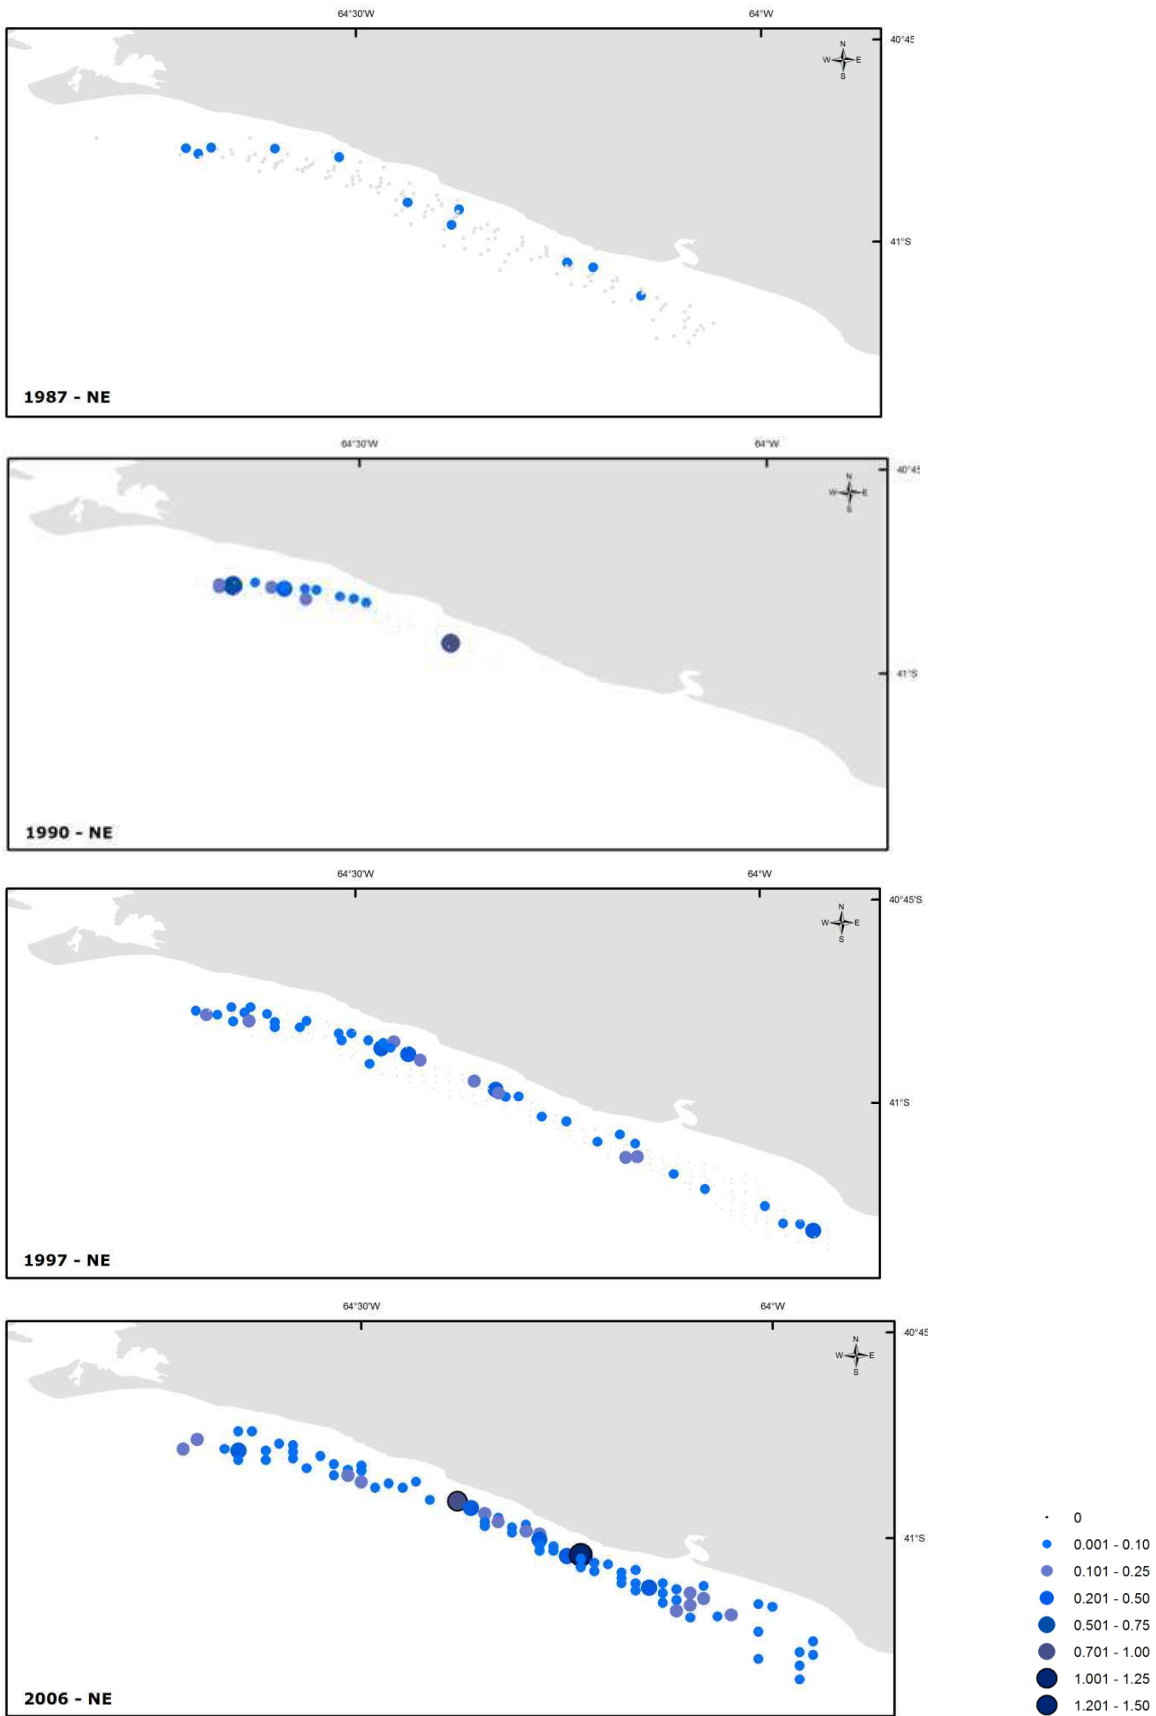 64°30'W 64°W
40°45
N
W E
S
41°S
1987 - NE
64°30'W 64°W
40°45
N
W E
S
41°S
1990 - NE
64°30'W 64°W
40°45'S
N
W E
S
41°S
1997 - NE
64°30'W 64°W
40°45
N
W E
S
41°S
2006 - NE
0
0.001 - 0.10
0.101 - 0.25
0.201 - 0.50
0.501 - 0.75
0.701 - 1.00
1.001 - 1.25
1.201 - 1.50